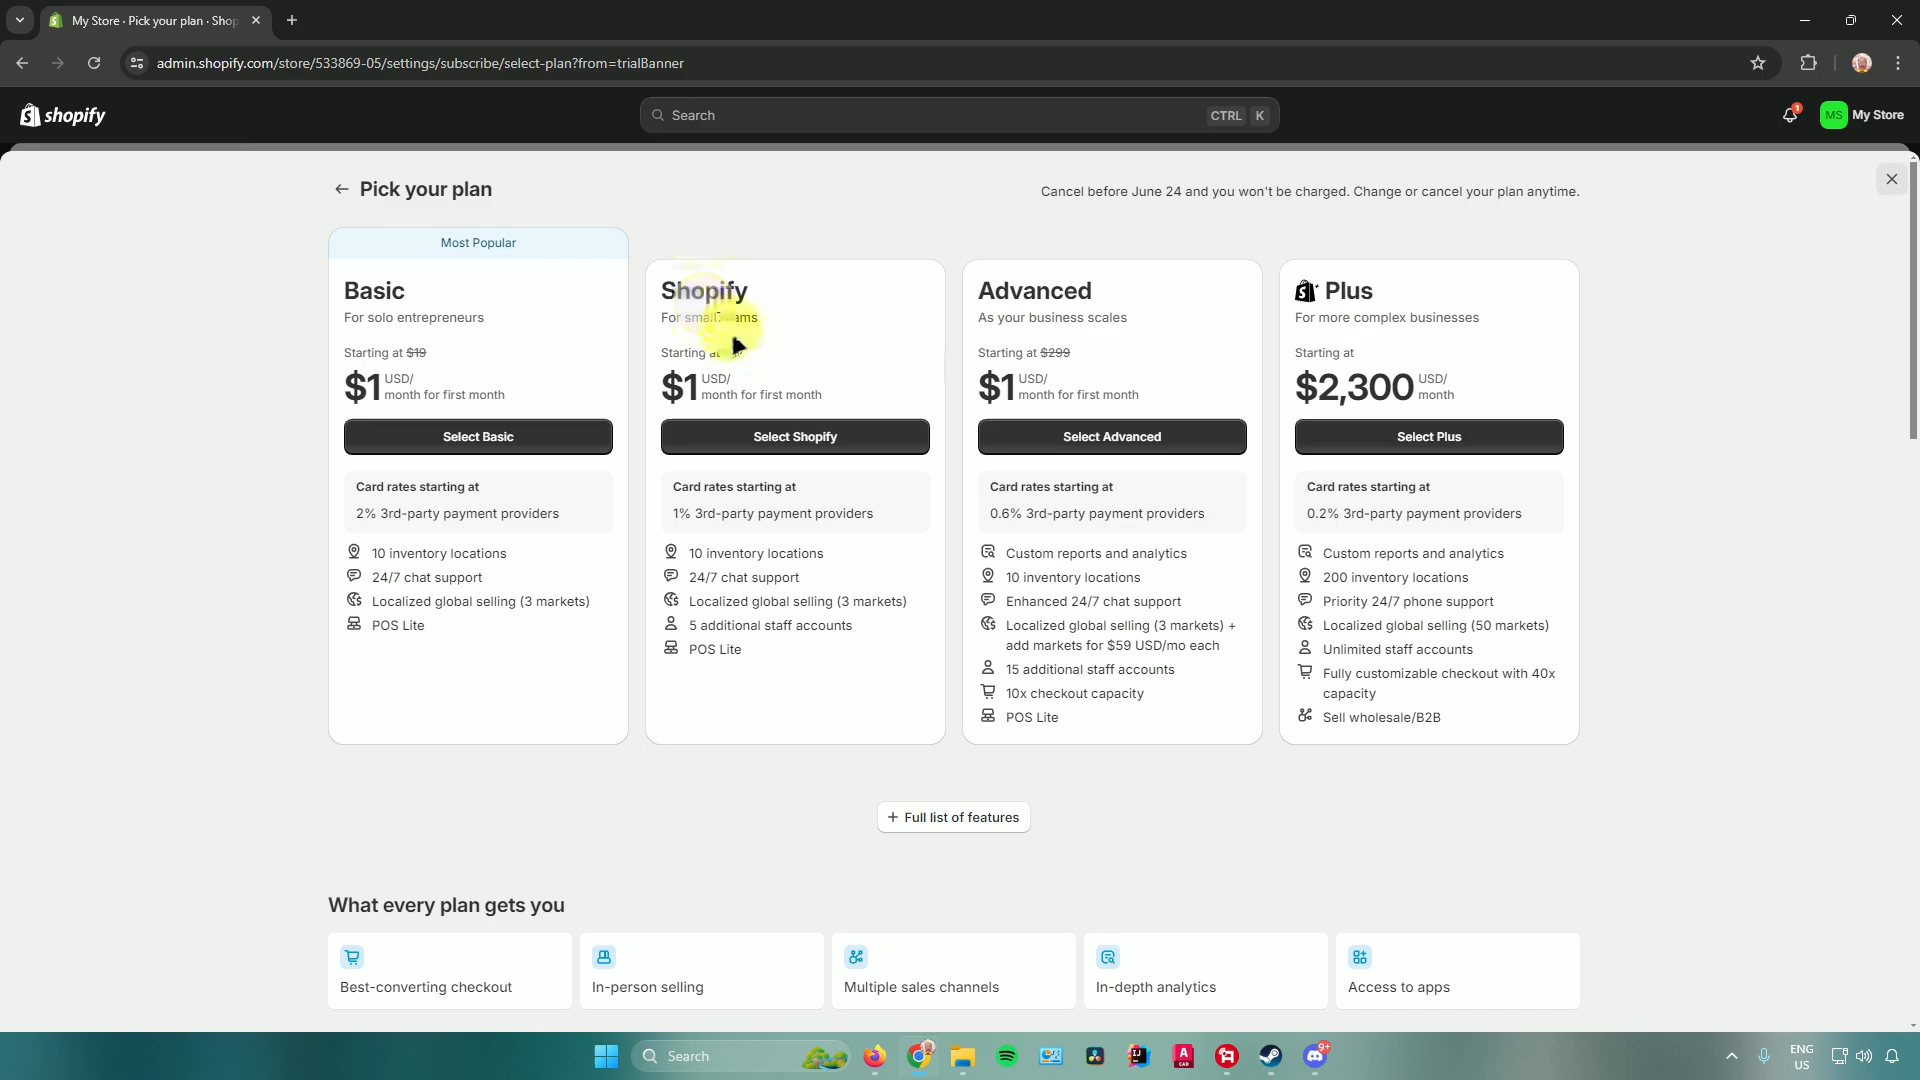 My Store · Pick your plan · Shop
admin.shopify.com/store/533869-05/settings/subscribe/select-plan?from=trialBanner
shopify
Search
CTRL K
1
MS
My Store
Pick your plan
Cancel before June 24 and you won't be charged. Change or cancel your plan anytime.
Most Popular
Basic
For solo entrepreneurs
Starting at $19
$1 USD/
month for first month
Select Basic
Card rates starting at
2% 3rd-party payment providers
10 inventory locations
24/7 chat support
Localized global selling (3 markets)
POS Lite
Shopify
For small teams
Starting at
$1 USD/
month for first month
Select Shopify
Card rates starting at
1% 3rd-party payment providers
10 inventory locations
24/7 chat support
Localized global selling (3 markets)
5 additional staff accounts
POS Lite
Advanced
As your business scales
Starting at $299
$1 USD/
month for first month
Select Advanced
Card rates starting at
0.6% 3rd-party payment providers
Custom reports and analytics
10 inventory locations
Enhanced 24/7 chat support
Localized global selling (3 markets) +
add markets for $59 USD/mo each
15 additional staff accounts
10x checkout capacity
POS Lite
Plus
For more complex businesses
Starting at
$2,300 USD/
month
Select Plus
Card rates starting at
0.2% 3rd-party payment providers
Custom reports and analytics
200 inventory locations
Priority 24/7 phone support
Localized global selling (50 markets)
Unlimited staff accounts
Fully customizable checkout with 40x
capacity
Sell wholesale/B2B
+ Full list of features
What every plan gets you
Best-converting checkout
In-person selling
Multiple sales channels
In-depth analytics
Access to apps
Search
9+
ENG
US